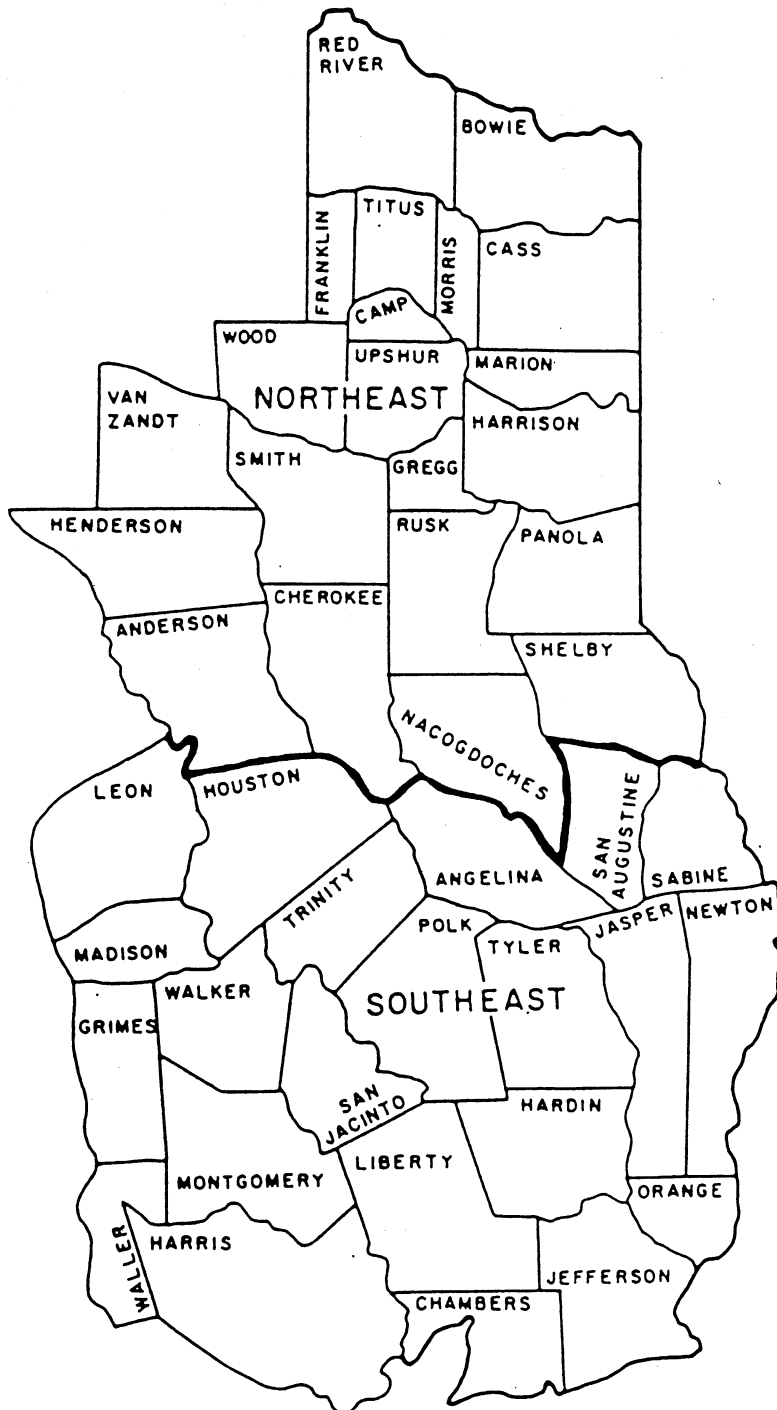 RED
RIVER
BOWIE
FRANKLIN
TITUS
MORRIS
CASS
CAMP
WOOD
UPSHUR
MARION
VAN
ZANDT
NORTHEAST
HARRISON
SMITH
GREGG
HENDERSON
RUSK
PANOLA
CHEROKEE
ANDERSON
SHELBY
NACOGDOCHES
LEON
HOUSTON
SAN
AUGUSTINE
TRINITY
ANGELINA
SABINE
POLK
JASPER
NEWTON
MADISON
TYLER
WALKER
SOUTHEAST
GRIMES
SAN
JACINTO
HARDIN
LIBERTY
MONTGOMERY
ORANGE
WALLER
HARRIS
JEFFERSON
CHAMBERS